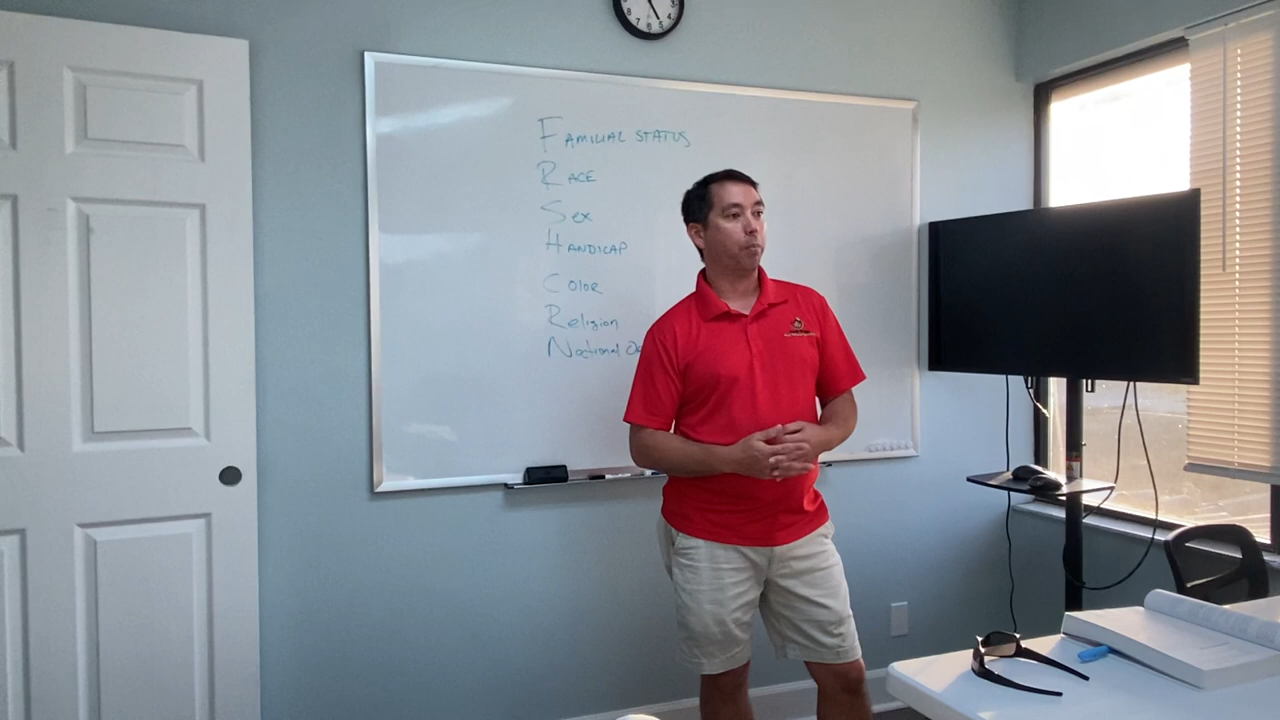 FAMILIAL STATUS
RACE
Sex
HANDICAP
Color
Religion
National